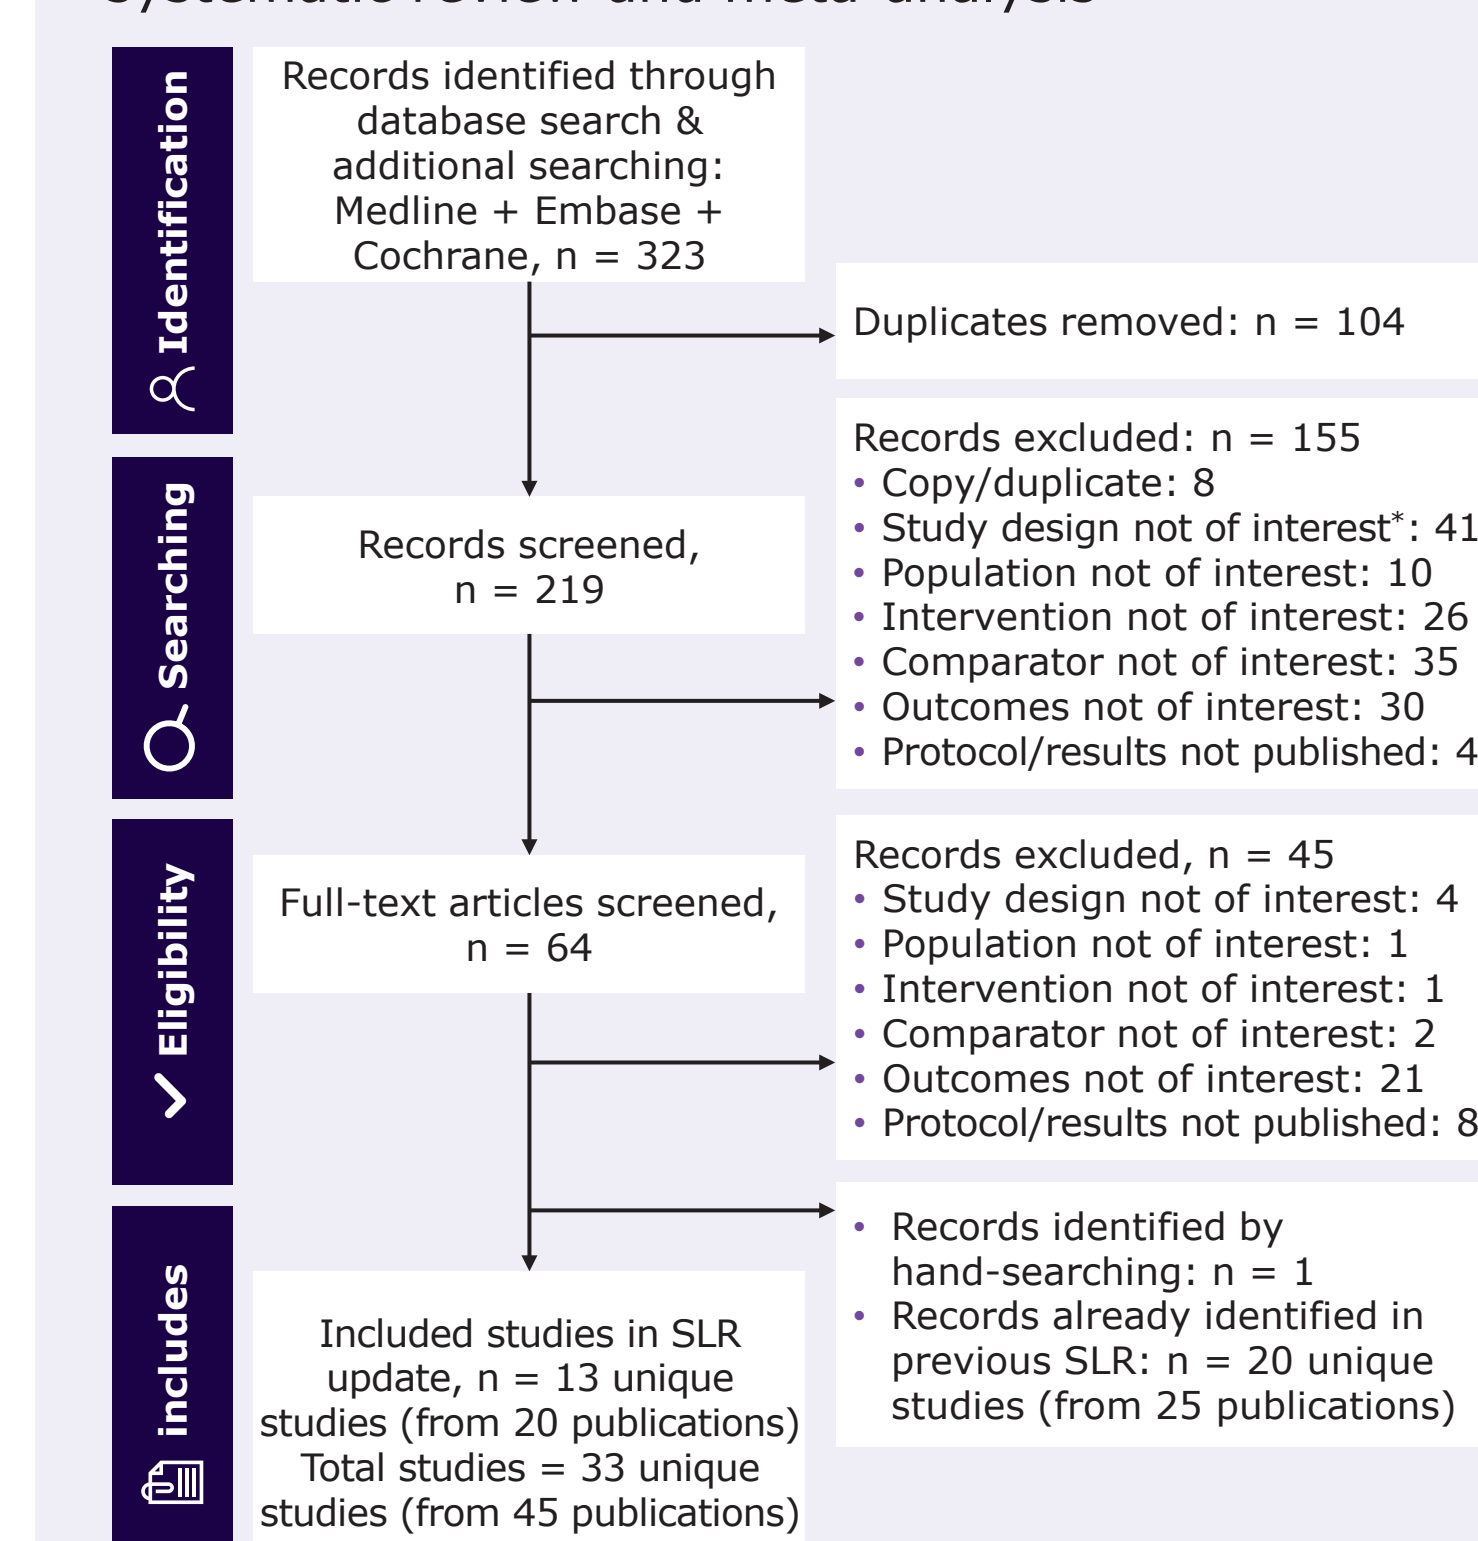 Systematic review and meta-analysis
Identification
Records identified through
database search &
additional searching:
Medline + Embase +
Cochrane, n = 323
Duplicates removed: n = 104
Searching
Records screened,
n = 219
Records excluded: n = 155
• Copy/duplicate: 8
• Study design not of interest*: 41
• Population not of interest: 10
• Intervention not of interest: 26
• Comparator not of interest: 35
• Outcomes not of interest: 30
• Protocol/results not published: 4
Eligibility
Full-text articles screened,
n = 64
Records excluded, n = 45
• Study design not of interest: 4
• Population not of interest: 1
• Intervention not of interest: 1
• Comparator not of interest: 2
• Outcomes not of interest: 21
• Protocol/results not published: 8
• Records identified by
hand-searching: n = 1
• Records already identified in
previous SLR: n = 20 unique
studies (from 25 publications)
includes
Included studies in SLR
update, n = 13 unique
studies (from 20 publications)
Total studies = 33 unique
studies (from 45 publications)